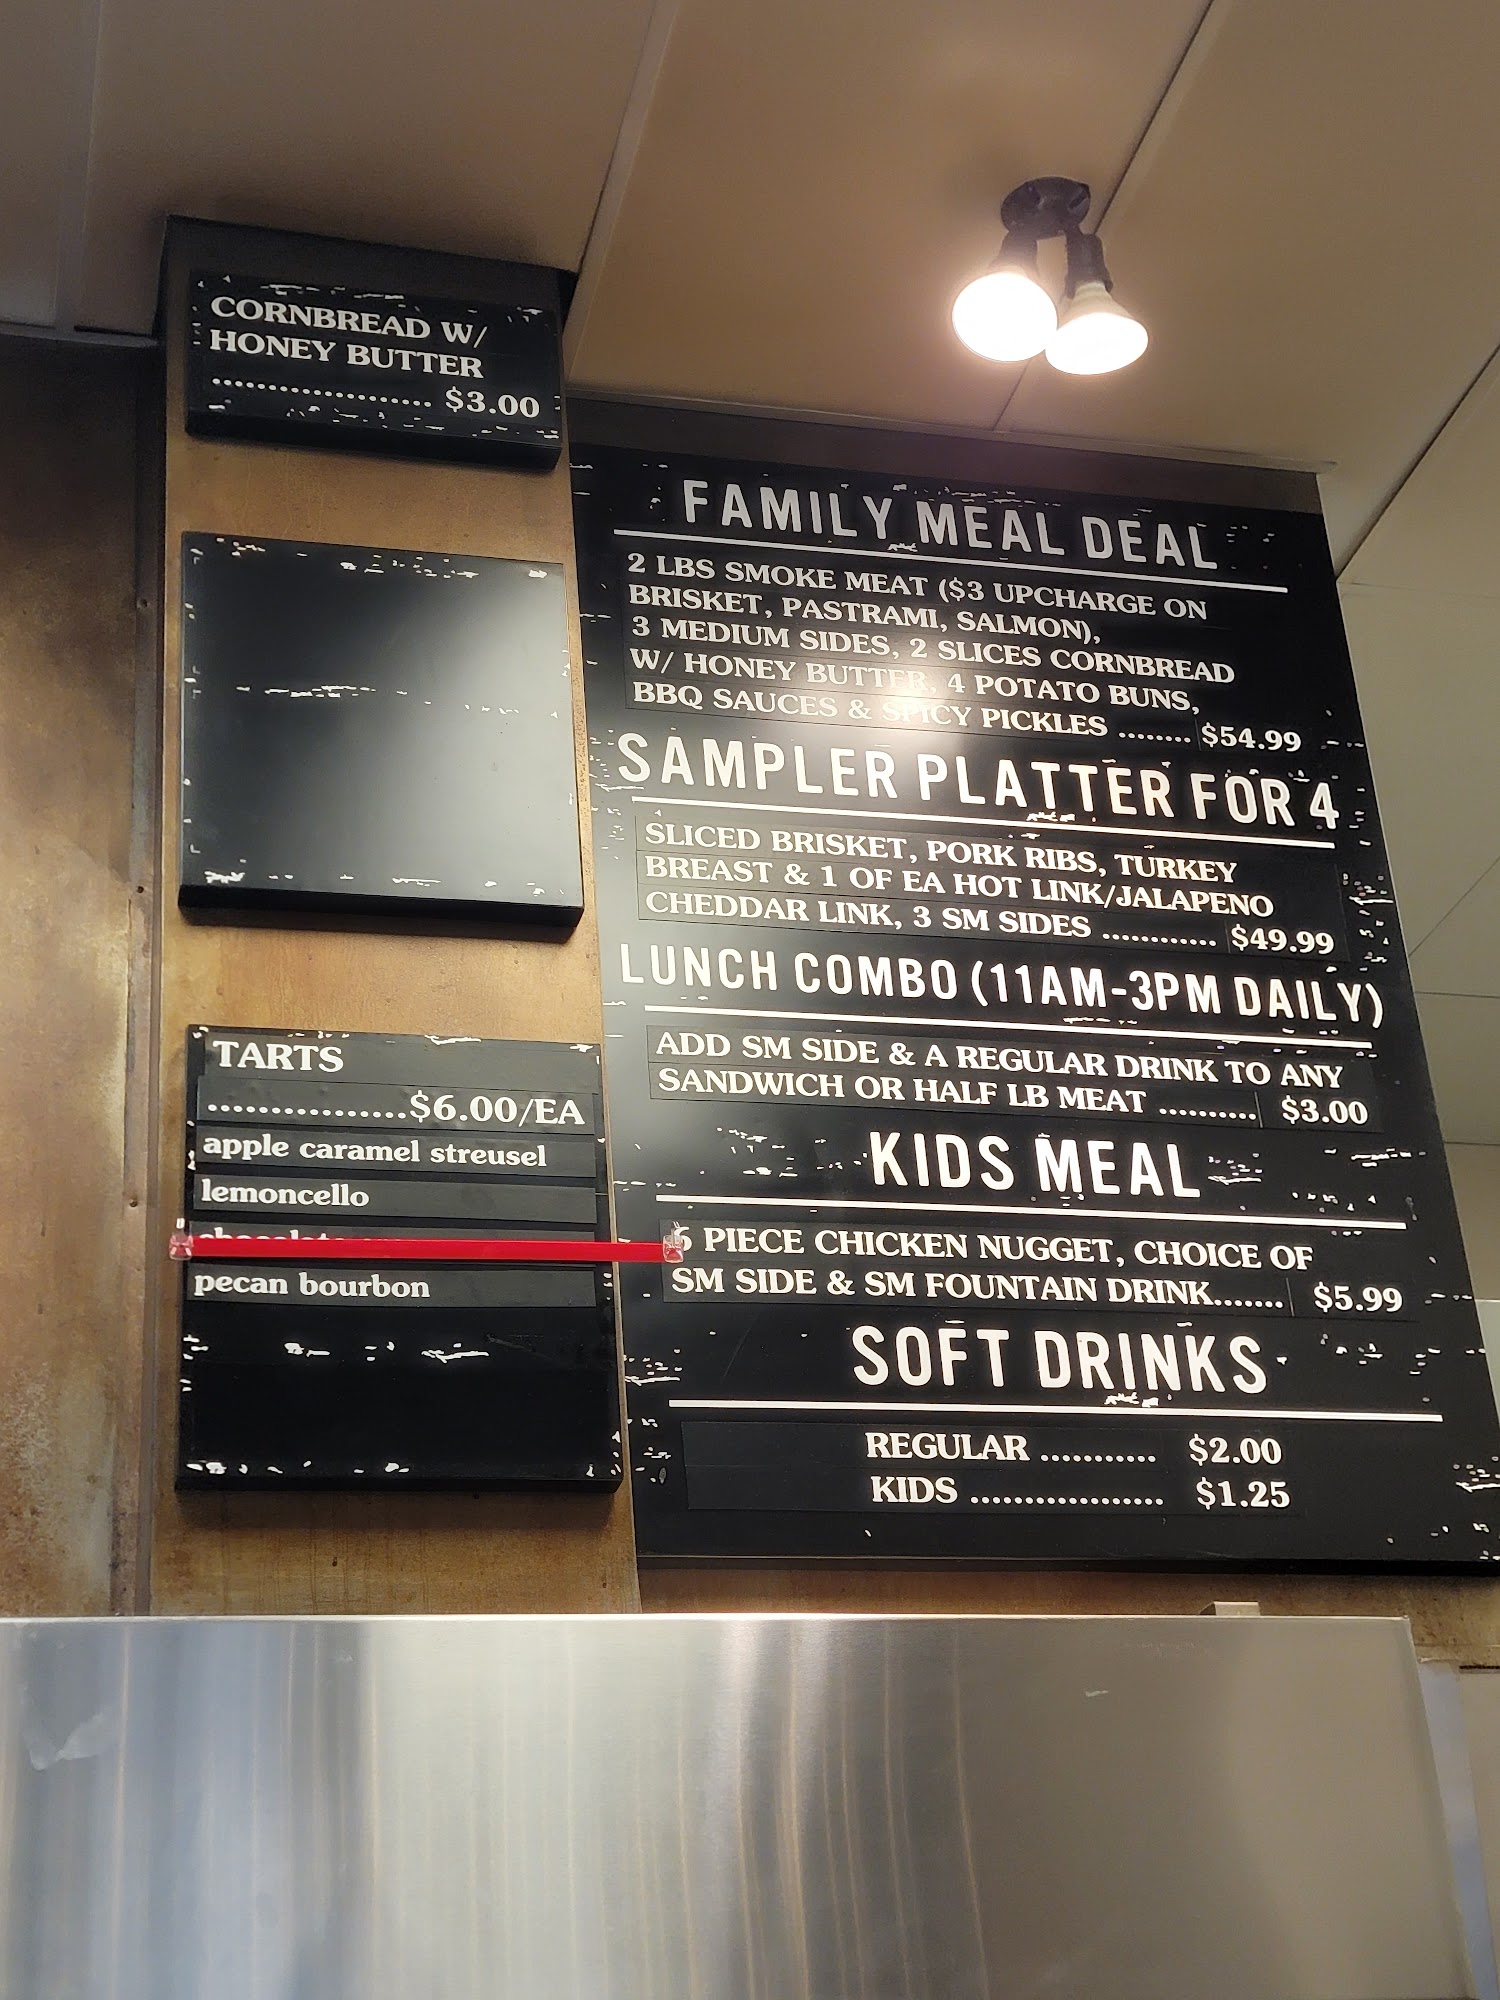 CORNBREAD W/
HONEY BUTTER
.................... $3.00
TARTS
..................$6.00/EA
apple caramel streusel
lemoncello
pecan bourbon
FAMILY MEAL DEAL
2 LBS SMOKE MEAT ($3 UPCHARGE ON
BRISKET, PASTRAMI, SALMON),
3 MEDIUM SIDES, 2 SLICES CORNBREAD
W/ HONEY BUTTER, 4 POTATO BUNS,
BBQ SAUCES & SPICY PICKLES ........ $54.99
SAMPLER PLATTER FOR 4
SLICED BRISKET, PORK RIBS, TURKEY
BREAST & 1 OF EA HOT LINK/JALAPENO
CHEDDAR LINK, 3 SM SIDES ............ $49.99
LUNCH COMBO (11AM-3PM DAILY)
ADD SM SIDE & A REGULAR DRINK TO ANY
SANDWICH OR HALF LB MEAT .......... $3.00
KIDS MEAL
6 PIECE CHICKEN NUGGET, CHOICE OF
SM SIDE & SM FOUNTAIN DRINK....... $5.99
SOFT DRINKS
REGULAR ........... $2.00
KIDS .................. $1.25